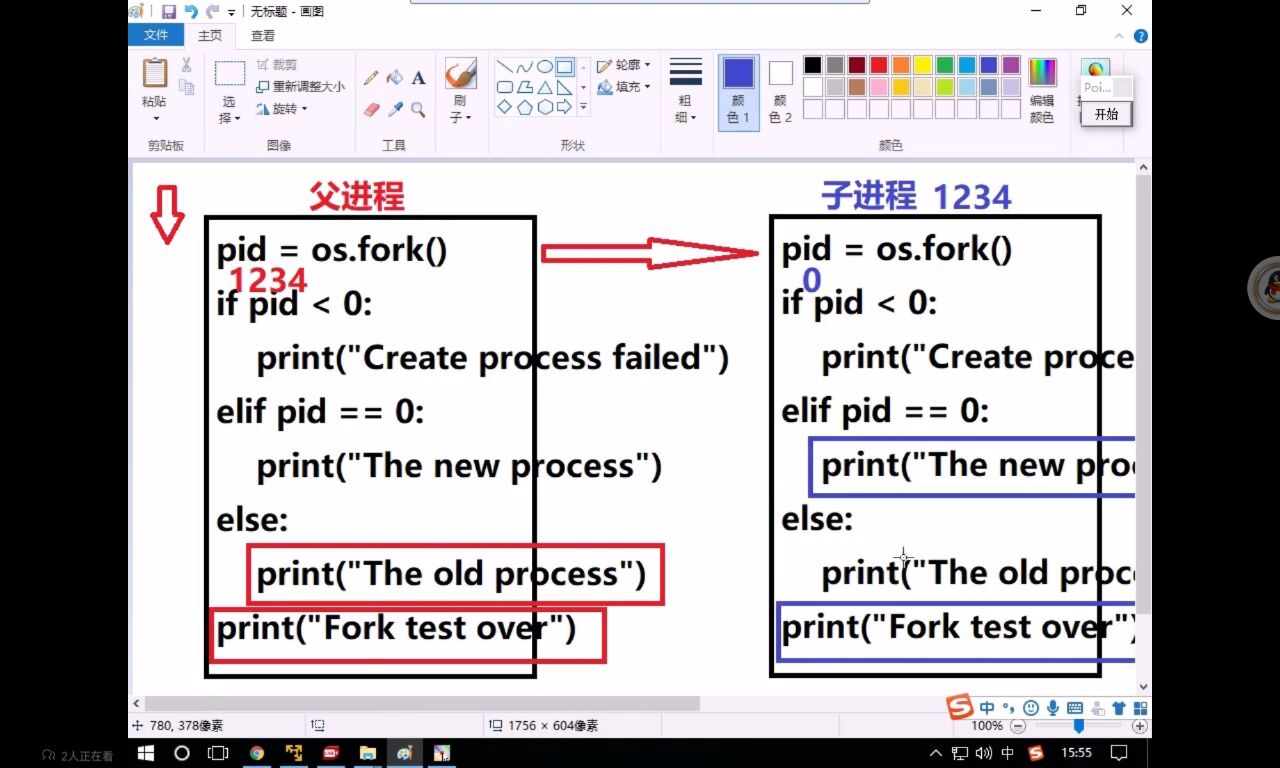 无标题 - 画图
文件 主页 查看
粘贴
剪贴板
选择
裁剪
重新调整大小
旋转
图像
A
工具
刷子
形状
轮廓
填充
粗细
颜色 1
颜色 2
颜色
编辑颜色
Poi...
开始
父进程
pid = os.fork()
1234
if pid < 0:
print("Create process failed")
elif pid == 0:
print("The new process")
else:
print("The old process")
print("Fork test over")
子进程 1234
pid = os.fork()
0
if pid < 0:
print("Create proce
elif pid == 0:
print("The new pro
else:
print("The old proc
print("Fork test over")
780, 378像素
1756 × 604像素
100%
中
2人正在看
中
15:55